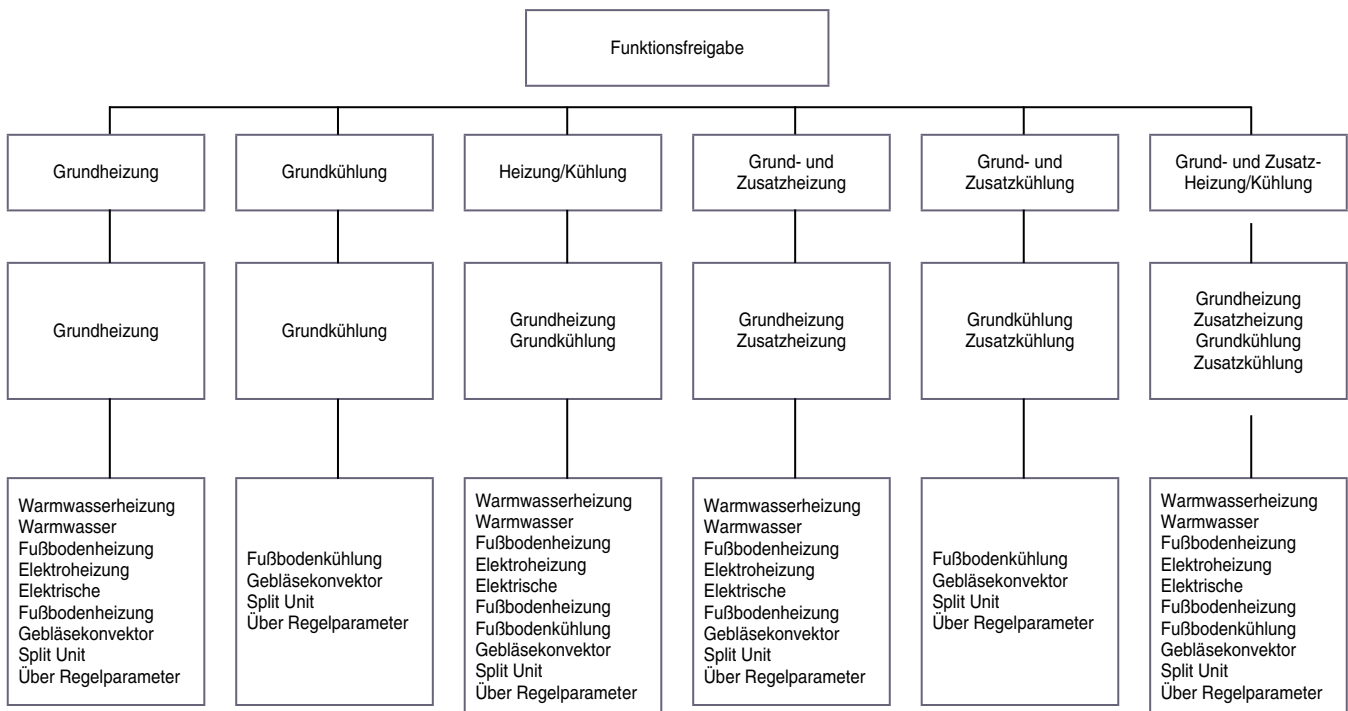 Funktionsfreigabe
Grundheizung
Grundkühlung
Heizung/Kühlung
Grund- und
Zusatzheizung
Grund- und
Zusatzkühlung
Grund- und Zusatz-
Heizung/Kühlung
Grundheizung
Grundkühlung
Grundheizung
Grundkühlung
Grundheizung
Zusatzheizung
Grundkühlung
Zusatzkühlung
Grundheizung
Zusatzheizung
Grundkühlung
Zusatzkühlung
Warmwasserheizung
Warmwasser
Fußbodenheizung
Elektroheizung
Elektrische
Fußbodenheizung
Gebläsekonvektor
Split Unit
Über Regelparameter
Fußbodenkühlung
Gebläsekonvektor
Split Unit
Über Regelparameter
Warmwasserheizung
Warmwasser
Fußbodenheizung
Elektroheizung
Elektrische
Fußbodenheizung
Fußbodenkühlung
Gebläsekonvektor
Split Unit
Über Regelparameter
Warmwasserheizung
Warmwasser
Fußbodenheizung
Elektroheizung
Elektrische
Fußbodenheizung
Gebläsekonvektor
Split Unit
Über Regelparameter
Fußbodenkühlung
Gebläsekonvektor
Split Unit
Über Regelparameter
Warmwasserheizung
Warmwasser
Fußbodenheizung
Elektroheizung
Elektrische
Fußbodenheizung
Fußbodenkühlung
Gebläsekonvektor
Split Unit
Über Regelparameter